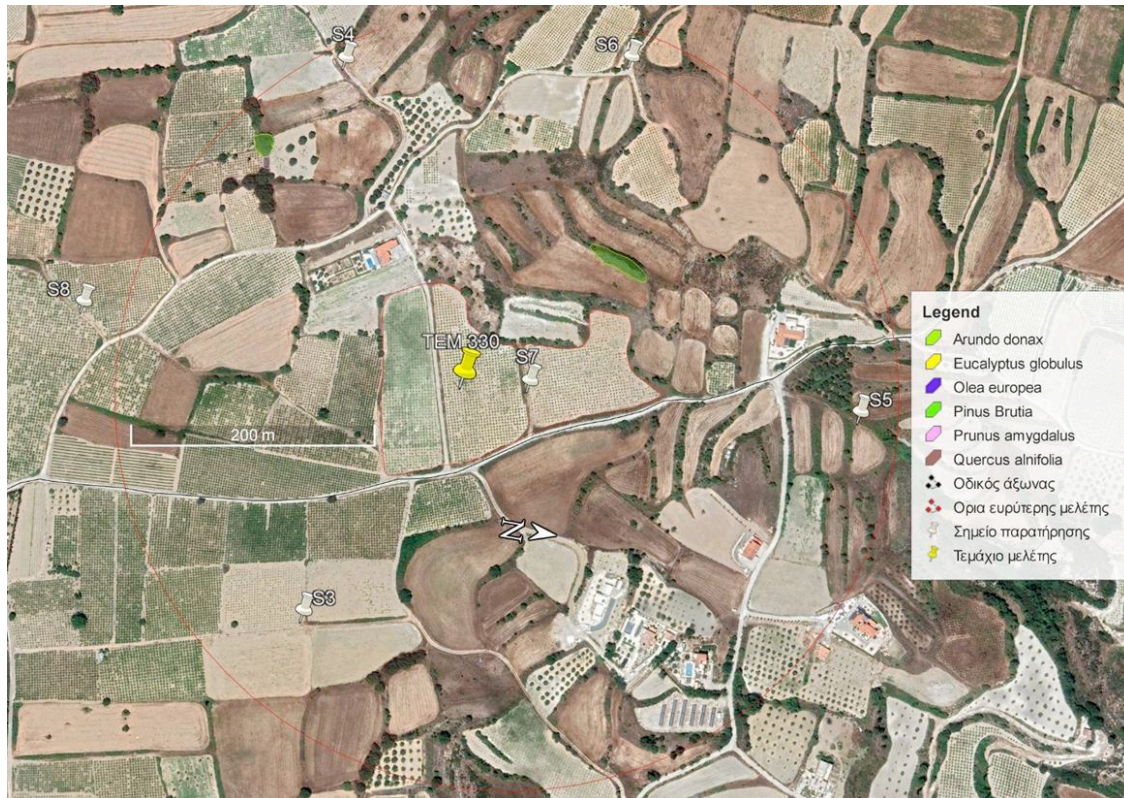 S4
S6
S8
TEM 330
S7
S5
200 m
N
S3
Legend
Arundo donax
Eucalyptus globulus
Olea europea
Pinus Brutia
Prunus amygdalus
Quercus alnifolia
Οδικός άξωνας
Ορια ευρύτερης μελέτης
Σημείο παρατήρησης
Τεμάχιο μελέτης